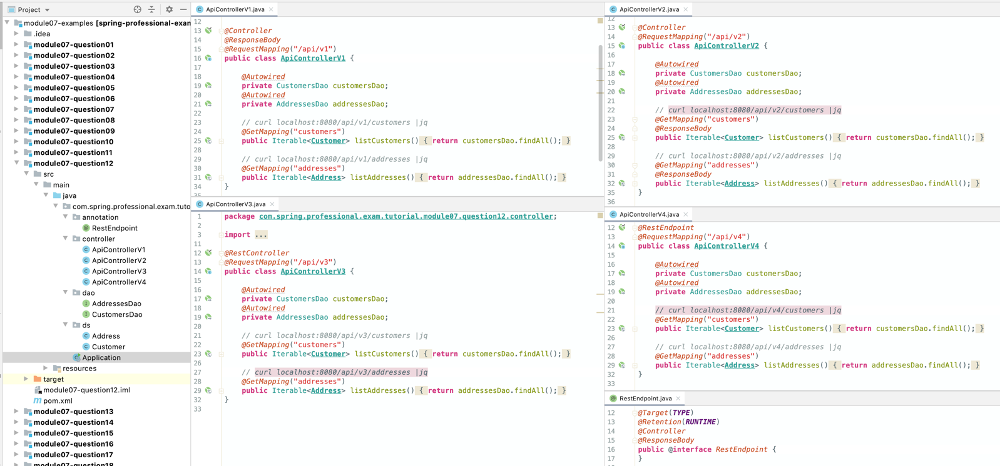 Project
module07-examples [spring-professional-exam
.idea
module07-question01
module07-question02
module07-question03
module07-question04
module07-question05
module07-question06
module07-question07
module07-question08
module07-question09
module07-question10
module07-question11
module07-question12
src
main
java
com.spring.professional.exam.tuto
annotation
RestEndpoint
controller
ApiControllerV1
ApiControllerV2
ApiControllerV3
ApiControllerV4
dao
AddressesDao
CustomersDao
ds
Address
Customer
Application
resources
target
module07-question12.iml
pom.xml
module07-question13
module07-question14
module07-question15
module07-question16
module07-question17
module07-question18
ApiControllerV1.java
12
13 @Controller
14 @ResponseBody
15 @RequestMapping("/api/v1")
16 public class ApiControllerV1 {
17
18 @Autowired
19 private CustomersDao customersDao;
20 @Autowired
21 private AddressesDao addressesDao;
22
23 // curl localhost:8080/api/v1/customers |jq
24 @GetMapping("customers")
25 public Iterable<Customer> listCustomers() { return customersDao.findAll(); }
28
29 // curl localhost:8080/api/v1/addresses |jq
30 @GetMapping("addresses")
31 public Iterable<Address> listAddresses() { return addressesDao.findAll(); }
34 }
35
ApiControllerV3.java
1 package com.spring.professional.exam.tutorial.module07.question12.controller;
2
3 import ...
11
12 @RestController
13 @RequestMapping("/api/v3")
14 public class ApiControllerV3 {
15
16 @Autowired
17 private CustomersDao customersDao;
18 @Autowired
19 private AddressesDao addressesDao;
20
21 // curl localhost:8080/api/v3/customers |jq
22 @GetMapping("customers")
23 public Iterable<Customer> listCustomers() { return customersDao.findAll(); }
26
27 // curl localhost:8080/api/v3/addresses |jq
28 @GetMapping("addresses")
29 public Iterable<Address> listAddresses() { return addressesDao.findAll(); }
32 }
33
ApiControllerV2.java
12
13 @Controller
14 @RequestMapping("/api/v2")
15 public class ApiControllerV2 {
16
17 @Autowired
18 private CustomersDao customersDao;
19 @Autowired
20 private AddressesDao addressesDao;
21
22 // curl localhost:8080/api/v2/customers |jq
23 @GetMapping("customers")
24 @ResponseBody
25 public Iterable<Customer> listCustomers() { return customersDao.findAll(); }
28
29 // curl localhost:8080/api/v2/addresses |jq
30 @GetMapping("addresses")
31 @ResponseBody
32 public Iterable<Address> listAddresses() { return addressesDao.findAll(); }
35 }
36
ApiControllerV4.java
12 @RestEndpoint
13 @RequestMapping("/api/v4")
14 public class ApiControllerV4 {
15
16 @Autowired
17 private CustomersDao customersDao;
18 @Autowired
19 private AddressesDao addressesDao;
20
21 // curl localhost:8080/api/v4/customers |jq
22 @GetMapping("customers")
23 public Iterable<Customer> listCustomers() { return customersDao.findAll(); }
26
27 // curl localhost:8080/api/v4/addresses |jq
28 @GetMapping("addresses")
29 public Iterable<Address> listAddresses() { return addressesDao.findAll(); }
32 }
33
RestEndpoint.java
12 @Target(TYPE)
13 @Retention(RUNTIME)
14 @Controller
15 @ResponseBody
16 public @interface RestEndpoint {
17 }